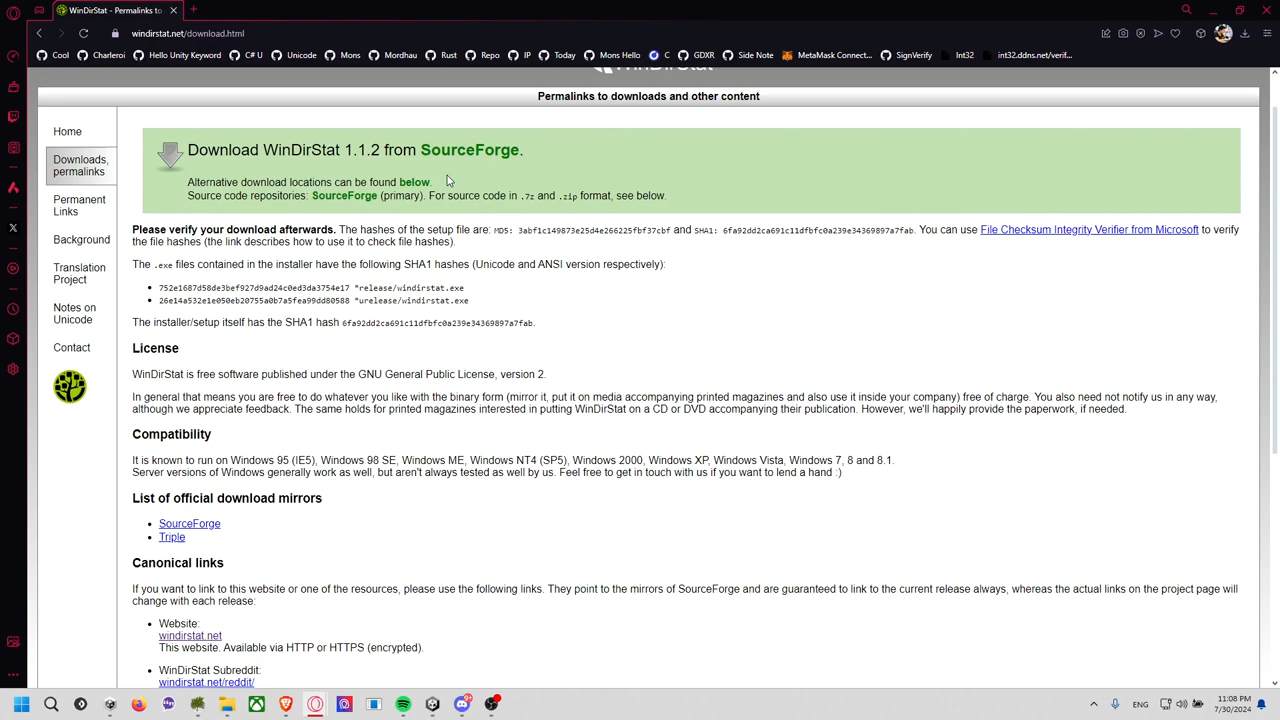 WinDirStat - Permalinks to
windirstat.net/download.html
Cool Charleroi Hello Unity Keyword C# U Unicode Mons Mordhau Rust Repo IP Today Mons Hello C GDXR Side Note MetaMask Connect... SignVerify Int32 int32.ddns.net/verif...
WinDirStat
Permalinks to downloads and other content
Home
Downloads,
permalinks
Permanent
Links
Background
Translation
Project
Notes on
Unicode
Contact
Download WinDirStat 1.1.2 from SourceForge.
Alternative download locations can be found below.
Source code repositories: SourceForge (primary). For source code in .7z and .zip format, see below.
Please verify your download afterwards. The hashes of the setup file are: MD5: 3abf1c149873e25d4e266225fbf37cbf and SHA1: 6fa92dd2ca691c11dfbfc0a239e34369897a7fab. You can use File Checksum Integrity Verifier from Microsoft to verify
the file hashes (the link describes how to use it to check file hashes).
The .exe files contained in the installer have the following SHA1 hashes (Unicode and ANSI version respectively):
• 752e1687d58de3bef927d9ad24c0ed3da3754e17 *release/windirstat.exe
• 26e14a532e1e050eb20755a0b7a5fea99dd80588 *urelease/windirstat.exe
The installer/setup itself has the SHA1 hash 6fa92dd2ca691c11dfbfc0a239e34369897a7fab.
License
WinDirStat is free software published under the GNU General Public License, version 2.
In general that means you are free to do whatever you like with the binary form (mirror it, put it on media accompanying printed magazines and also use it inside your company) free of charge. You also need not notify us in any way,
although we appreciate feedback. The same holds for printed magazines interested in putting WinDirStat on a CD or DVD accompanying their publication. However, we'll happily provide the paperwork, if needed.
Compatibility
It is known to run on Windows 95 (IE5), Windows 98 SE, Windows ME, Windows NT4 (SP5), Windows 2000, Windows XP, Windows Vista, Windows 7, 8 and 8.1.
Server versions of Windows generally work as well, but aren't always tested as well by us. Feel free to get in touch with us if you want to lend a hand :)
List of official download mirrors
• SourceForge
• Triple
Canonical links
If you want to link to this website or one of the resources, please use the following links. They point to the mirrors of SourceForge and are guaranteed to link to the current release always, whereas the actual links on the project page will
change with each release:
• Website:
windirstat.net
This website. Available via HTTP or HTTPS (encrypted).
• WinDirStat Subreddit:
windirstat.net/reddit/
ENG
11:08 PM
7/30/2024